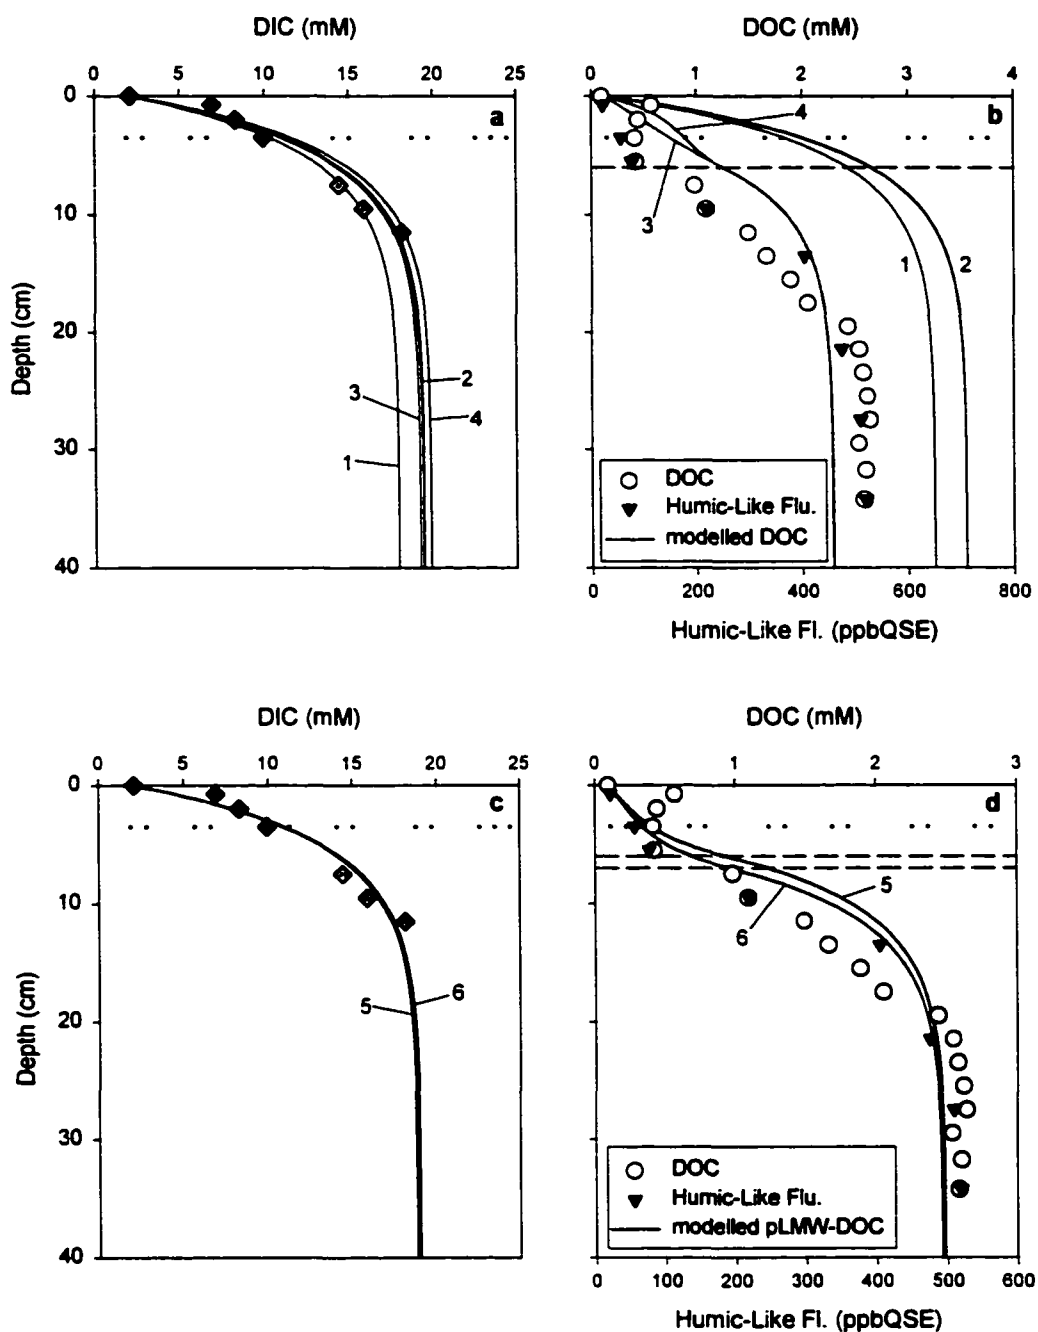 DIC (mM)
0 5 10 15 20 25
a
0
10
20
30
40
Depth (cm)
1
2
3
4
DOC (mM)
0 1 2 3 4
b
4
3
1
2
DOC
Humic-Like Flu.
modelled DOC
0 200 400 600 800
Humic-Like Fl. (ppbQSE)
DIC (mM)
0 5 10 15 20 25
c
0
10
20
30
40
Depth (cm)
5
6
DOC (mM)
0 1 2 3
d
5
6
DOC
Humic-Like Flu.
modelled pLMW-DOC
0 100 200 300 400 500 600
Humic-Like Fl. (ppbQSE)